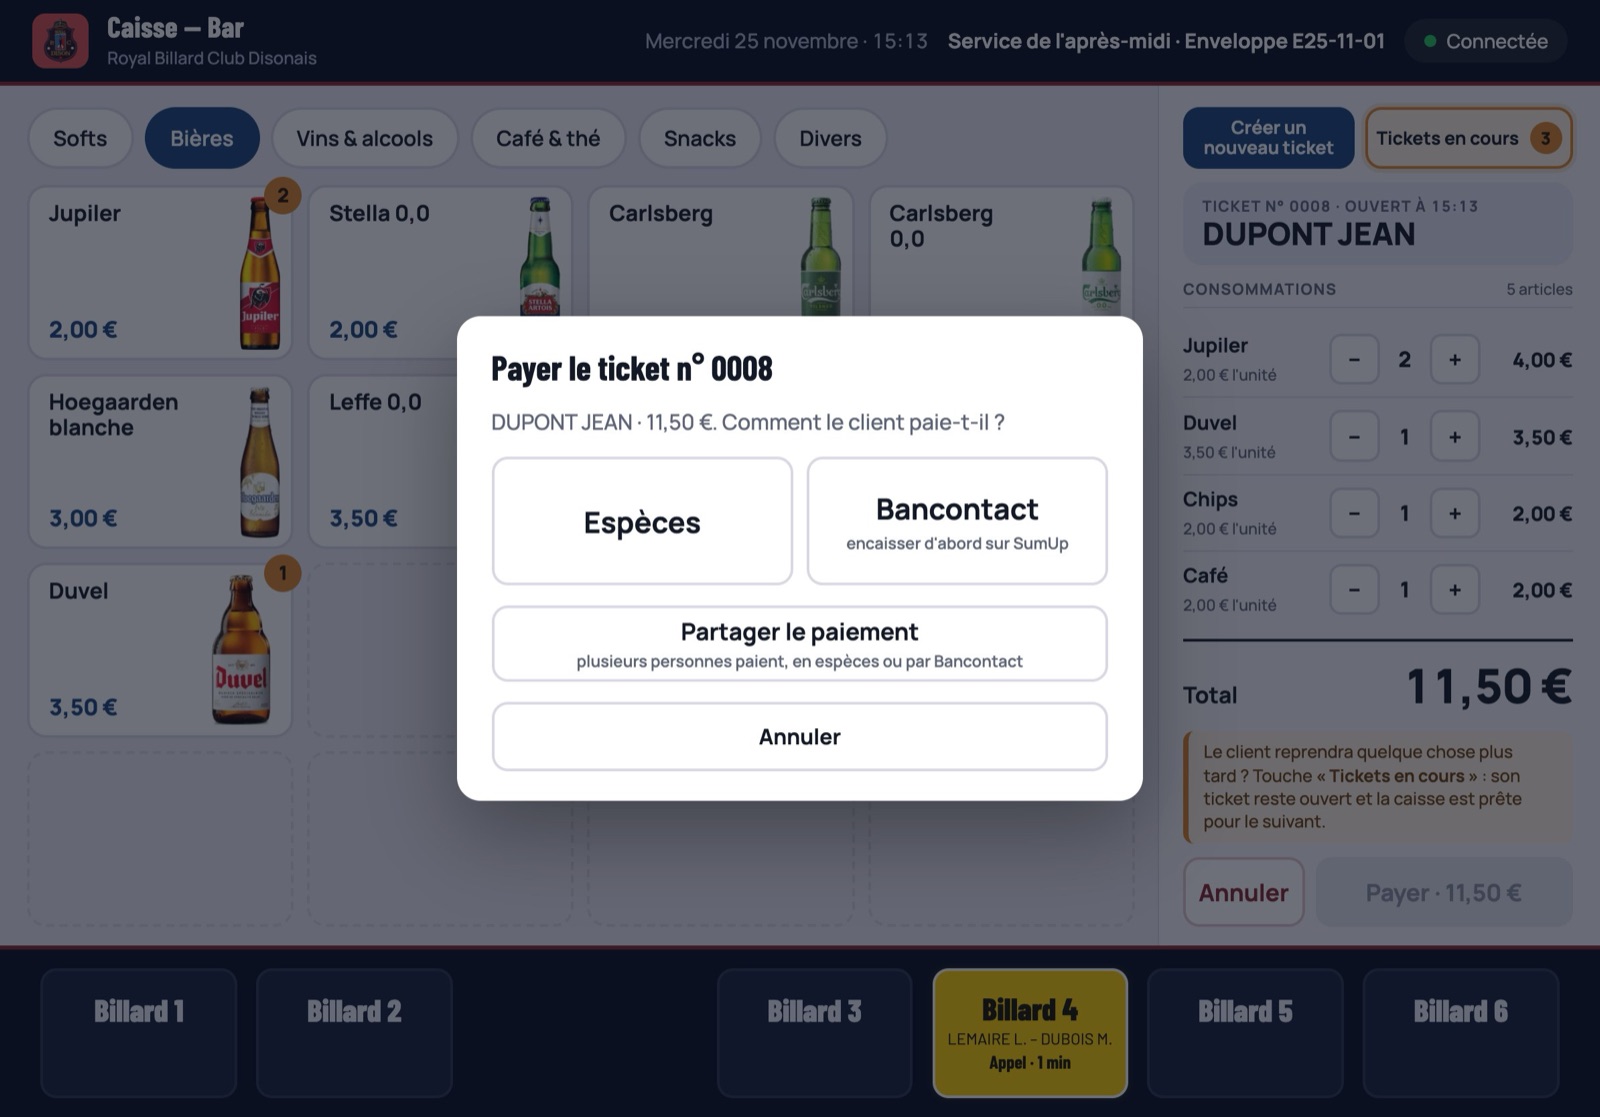 Caisse – Bar
Royal Billard Club Disonais
Mercredi 25 novembre · 15:13
Service de l'après-midi · Enveloppe E25-11-01
Connectée
Softs
Bières
Vins & alcools
Café & thé
Snacks
Divers
Créer un
nouveau ticket
Tickets en cours
3
Jupiler
2
Jupiler
2,00 €
Stella 0,0
STELLA
ARTOIS
2,00 €
Carlsberg
Carlsberg
Carlsberg
0,0
Carlsberg
Hoegaarden
blanche
3,00 €
Leffe 0,0
3,50 €
Duvel
1
Duvel
3,50 €
TICKET N° 0008 · OUVERT À 15:13
DUPONT JEAN
CONSOMMATIONS
5 articles
Jupiler
2,00 € l'unité
−
2
+
4,00 €
Duvel
3,50 € l'unité
−
1
+
3,50 €
Chips
2,00 € l'unité
−
1
+
2,00 €
Café
2,00 € l'unité
−
1
+
2,00 €
Total
11,50 €
Le client reprendra quelque chose plus
tard ? Touche « Tickets en cours » : son
ticket reste ouvert et la caisse est prête
pour le suivant.
Annuler
Payer · 11,50 €
Payer le ticket n° 0008
DUPONT JEAN · 11,50 €. Comment le client paie-t-il ?
Espèces
Bancontact
encaisser d'abord sur SumUp
Partager le paiement
plusieurs personnes paient, en espèces ou par Bancontact
Annuler
Billard 1
Billard 2
Billard 3
Billard 4
LEMAIRE L. – DUBOIS M.
Appel · 1 min
Billard 5
Billard 6